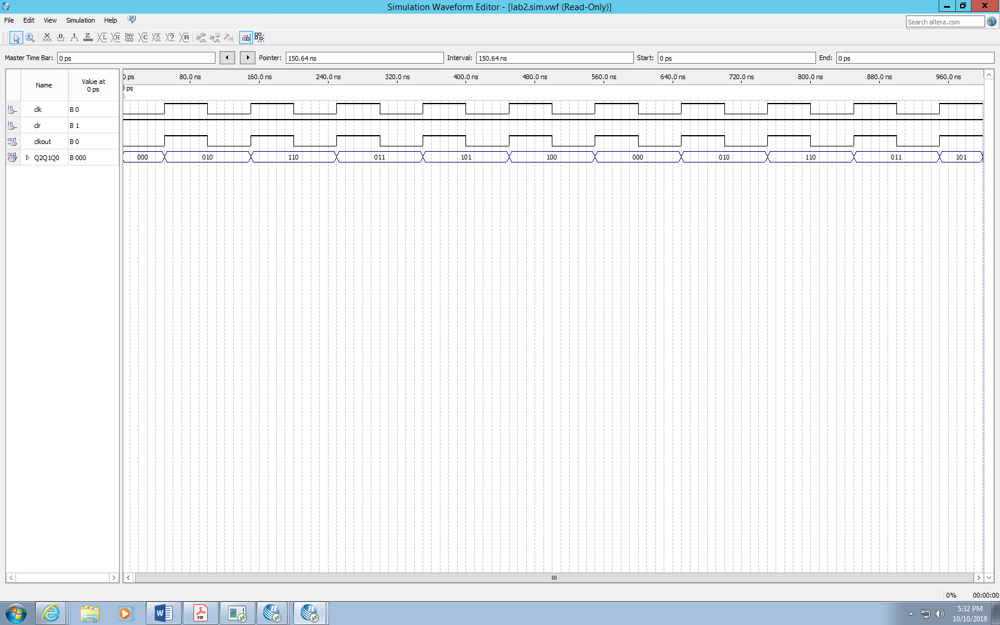 Simulation Waveform Editor - [lab2.sim.vwf (Read-Only)]
File Edit View Simulation Help
Search altera.com
Master Time Bar: 0 ps Pointer: 150.64 ns Interval: 150.64 ns Start: 0 ps End: 0 ps
Name Value at 0 ps
0 ps 80.0 ns 160.0 ns 240.0 ns 320.0 ns 400.0 ns 480.0 ns 560.0 ns 640.0 ns 720.0 ns 800.0 ns 880.0 ns 960.0 ns
0 ps
in clk B 0
in clr B 1
out clkout B 0
out Q2Q1Q0 B 000 000 010 110 011 101 100 000 010 110 011 101
0% 00:00:00
5:32 PM
10/10/2018